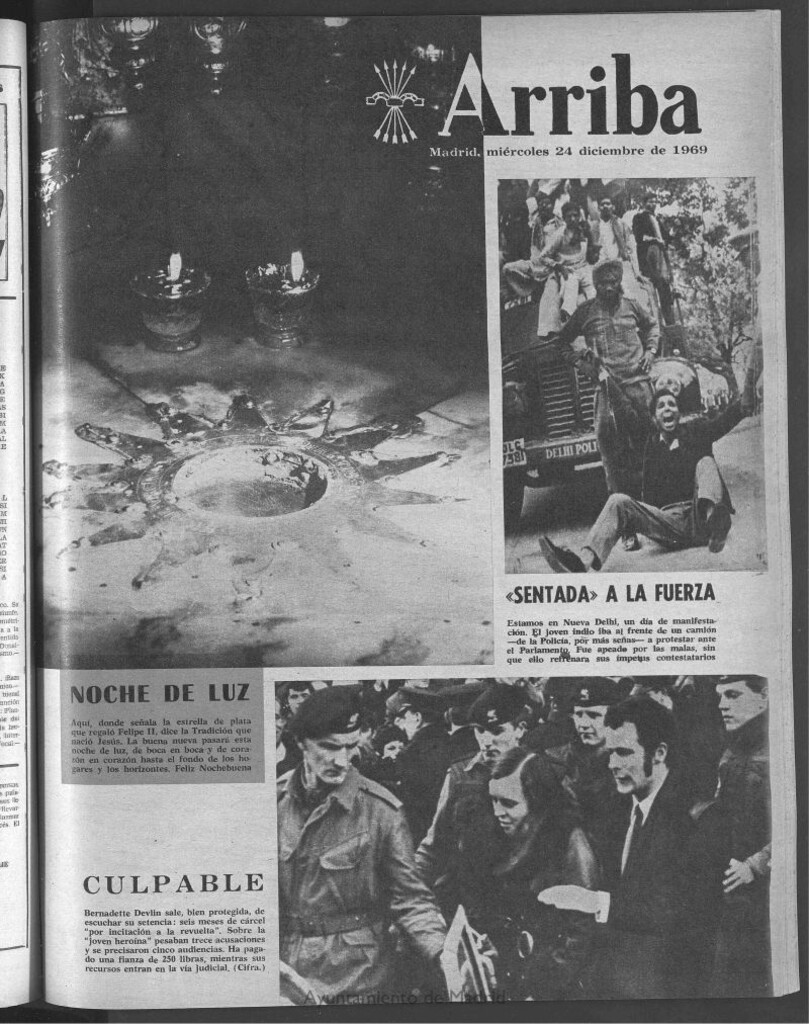 Arriba
Madrid, miércoles 24 diciembre de 1969
DELHI POLI
«SENTADA» A LA FUERZA
Estamos en Nueva Delhi, un día de manifesta-
ción. El joven indio iba al frente de un camión
—de la Policía, por más señas— a protestar ante
el Parlamento. Fue apeado por las malas, sin
que ello refrenara sus ímpetus contestatarios
NOCHE DE LUZ
Aquí, donde señala la estrella de plata
que regaló Felipe II, dice la Tradición que
nació Jesús. La buena nueva pasará esta
noche de luz, de boca en boca y de cora-
zón en corazón hasta el fondo de los ho-
gares y los horizontes. Feliz Nochebuena
CULPABLE
Bernadette Devlin sale, bien protegida, de
escuchar su setencia: seis meses de cárcel
"por incitación a la revuelta". Sobre la
"joven heroína" pesaban trece acusaciones
y se precisaron cinco audiencias. Ha paga-
do una fianza de 250 libras, mientras sus
recursos entran en la vía judicial. (Cifra.)
Ayuntamiento de Madrid